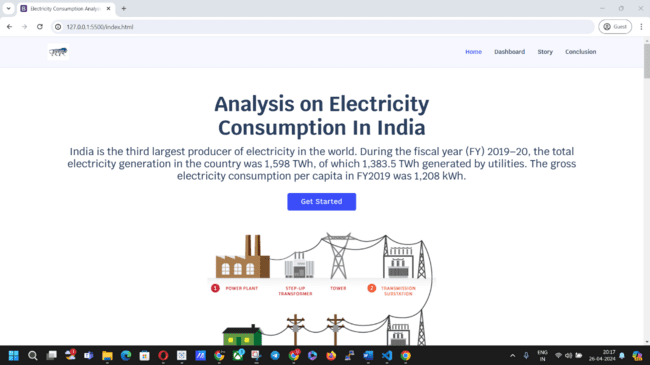 Electricity Consumption Analys
127.0.0.1:5500/index.html
Guest
Home Dashboard Story Conclusion
Analysis on Electricity
Consumption In India
India is the third largest producer of electricity in the world. During the fiscal year (FY) 2019–20, the total
electricity generation in the country was 1,598 TWh, of which 1,383.5 TWh generated by utilities. The gross
electricity consumption per capita in FY2019 was 1,208 kWh.
Get Started
1 POWER PLANT
STEP-UP
TRANSFORMER
TOWER
2 TRANSMISSION
SUBSTATION
ENG
IN
20:17
26-04-2024